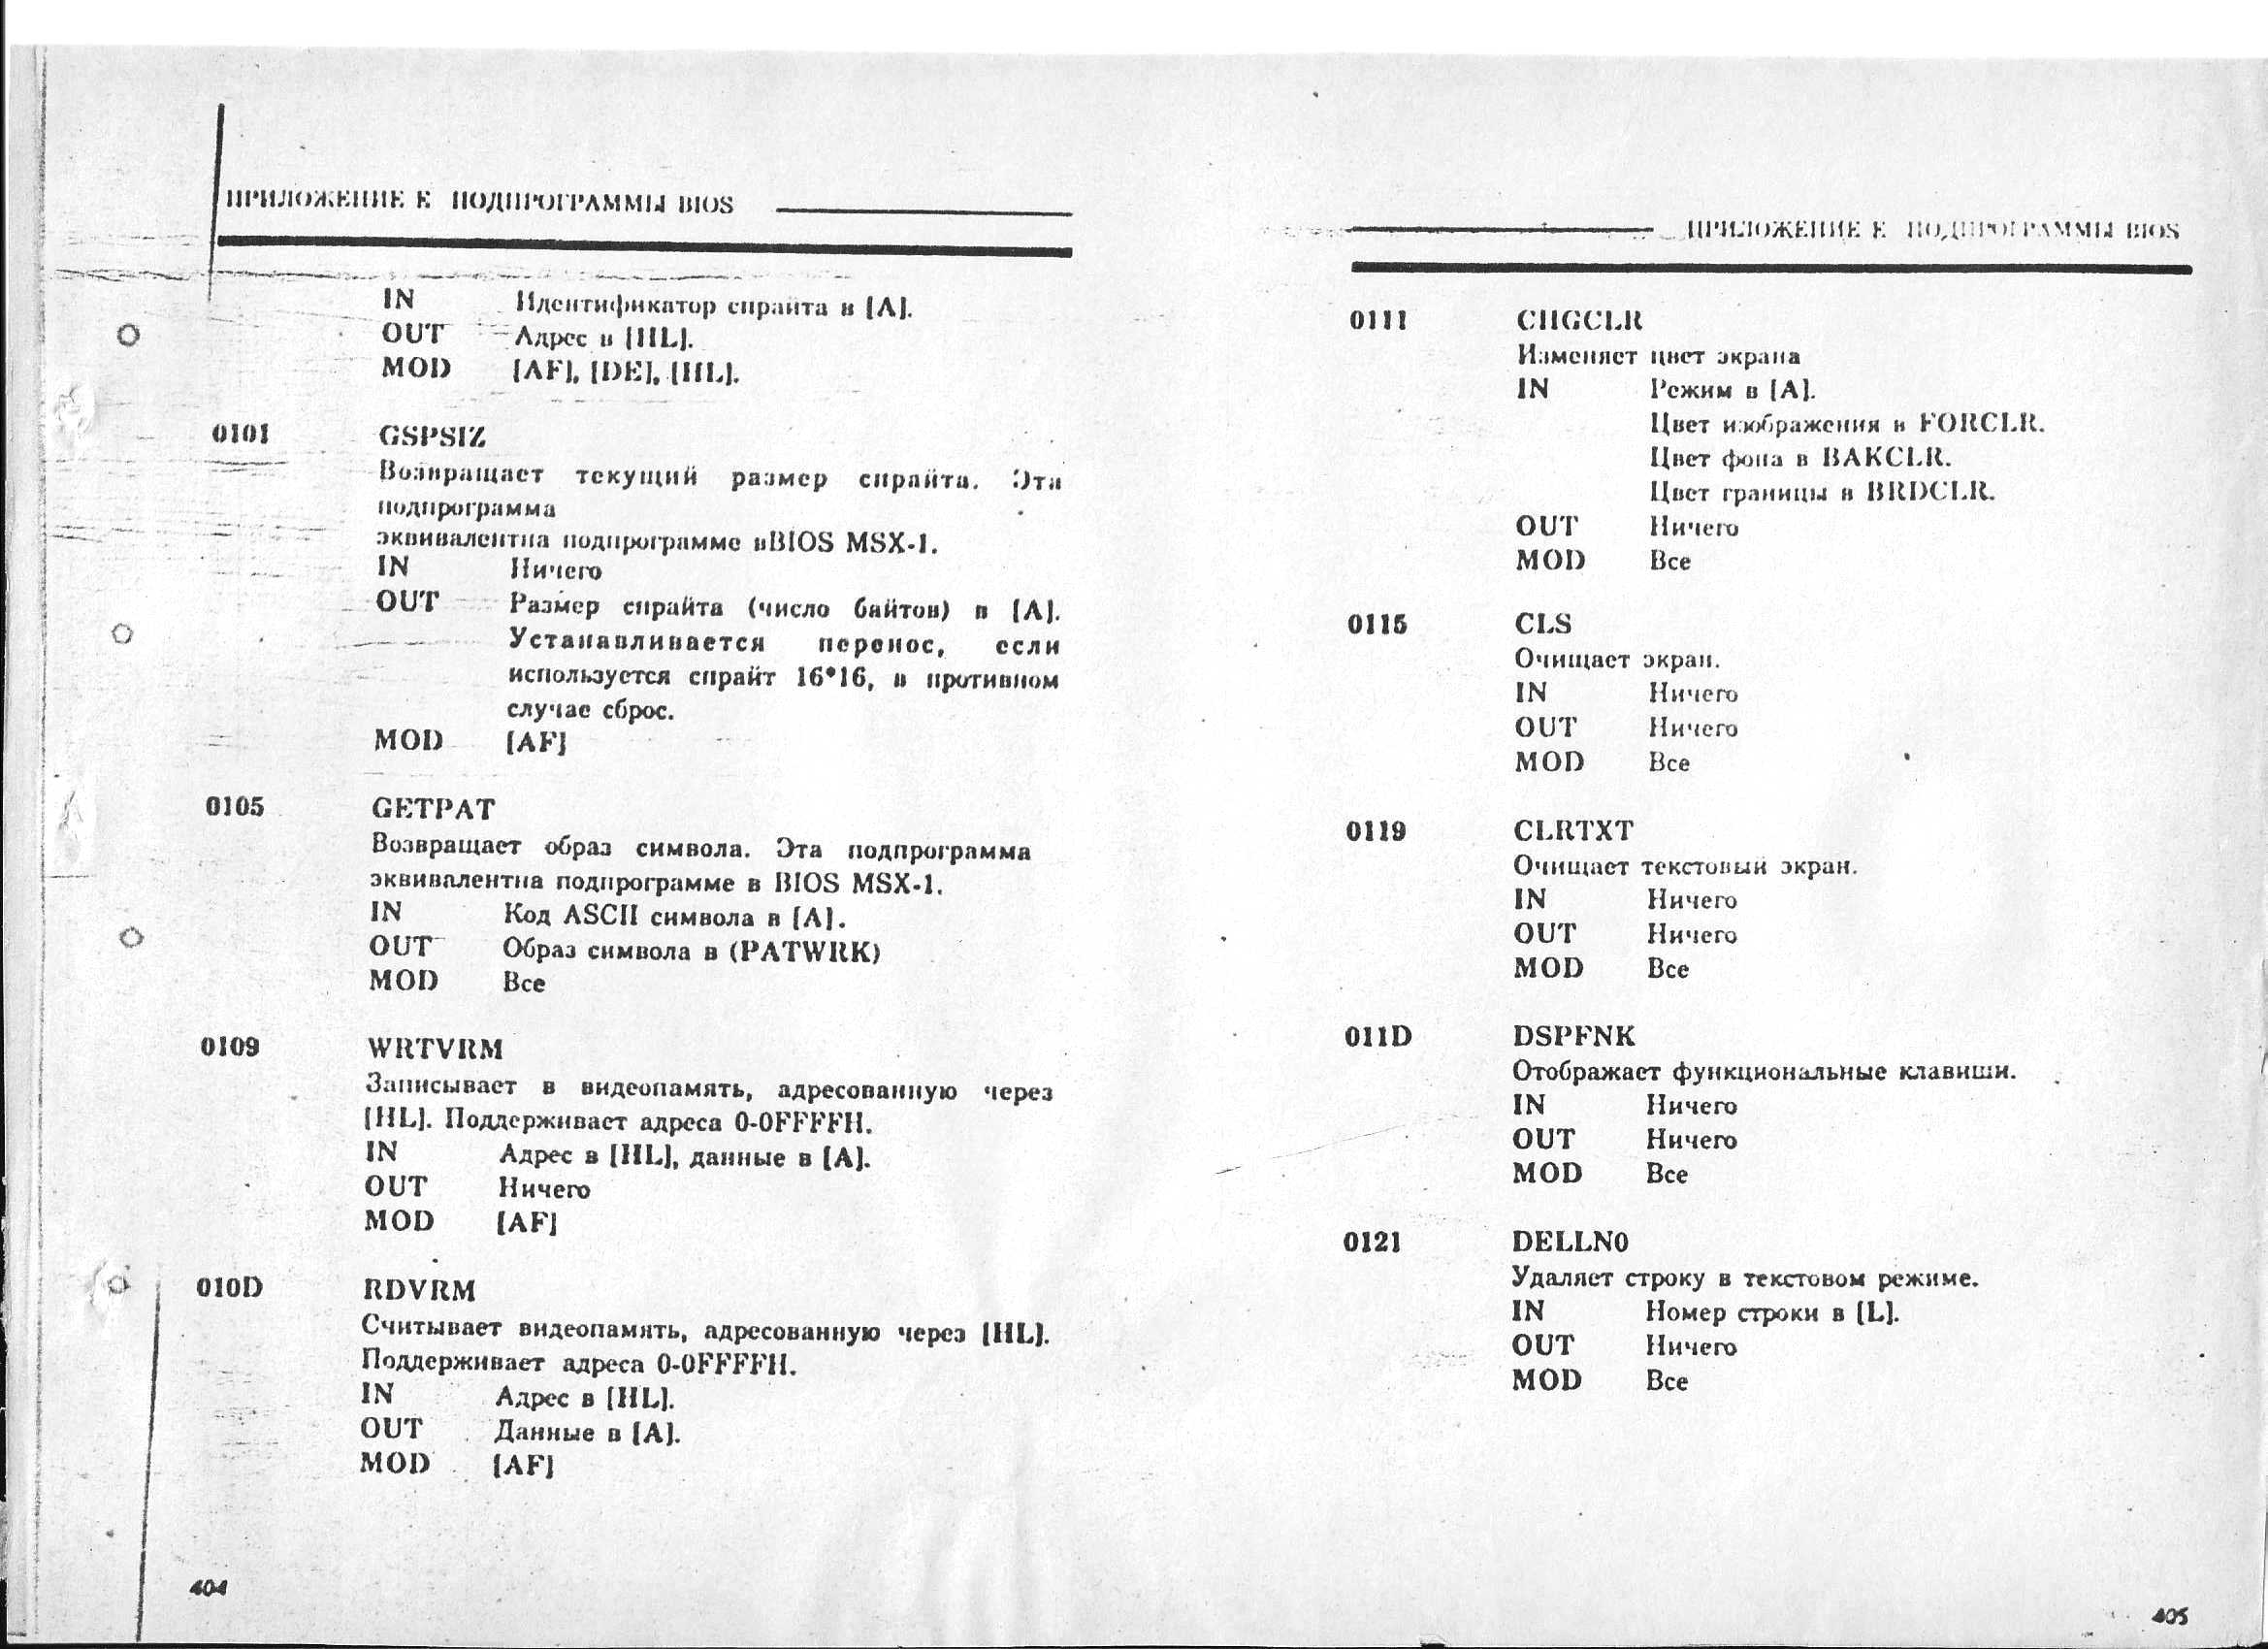 ПРИЛОЖЕНИЕ Е ПОДПРОГРАММЫ BIOS
IN Идентификатор спрайта в [A].
OUT Адрес в [HL].
MOD [AF], [DE], [HL].
0101 GSPSIZ
Возвращает текущий размер спрайта. Эта
подпрограмма
эквивалентна подпрограмме вBIOS MSX-1.
IN Ничего
OUT Размер спрайта (число байтов) в [A].
Устанавливается перенос, если
используется спрайт 16*16, в противном
случае сброс.
MOD [AF]
0105 GETPAT
Возвращает образ символа. Эта подпрограмма
эквивалентна подпрограмме в BIOS MSX-1.
IN Код ASCII символа в [A].
OUT Образ символа в (PATWRK)
MOD Все
0109 WRTVRM
Записывает в видеопамять, адресованную через
[HL]. Поддерживает адреса 0-0FFFFH.
IN Адрес в [HL], данные в [A].
OUT Ничего
MOD [AF]
010D RDVRM
Считывает видеопамять, адресованную через [HL].
Поддерживает адреса 0-0FFFFH.
IN Адрес в [HL].
OUT Данные в [A].
MOD [AF]
404
ПРИЛОЖЕНИЕ Е ПОДПРОГРАММЫ BIOS
0111 CHGCLR
Изменяет цвет экрана
IN Режим в [A].
Цвет изображения в FORCLR.
Цвет фона в BAKCLR.
Цвет границы в BRDCLR.
OUT Ничего
MOD Все
0115 CLS
Очищает экран.
IN Ничего
OUT Ничего
MOD Все
0119 CLRTXT
Очищает текстовый экран.
IN Ничего
OUT Ничего
MOD Все
011D DSPFNK
Отображает функциональные клавиши.
IN Ничего
OUT Ничего
MOD Все
0121 DELLN0
Удаляет строку в текстовом режиме.
IN Номер строки в [L].
OUT Ничего
MOD Все
405